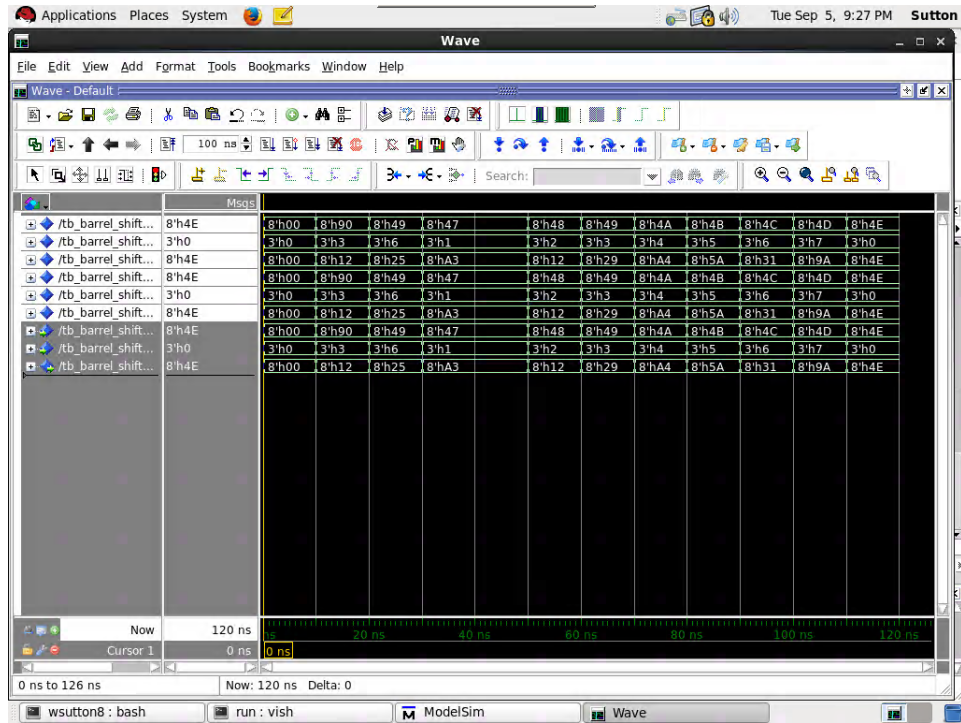 Applications Places System Tue Sep 5, 9:27 PM Sutton
Wave
File Edit View Add Format Tools Bookmarks Window Help
Wave - Default
100 ns
Search:
Msgs
/tb_barrel_shift... 8'h4E 8'h00 8'h90 8'h49 8'h47 8'h48 8'h49 8'h4A 8'h4B 8'h4C 8'h4D 8'h4E
/tb_barrel_shift... 3'h0 3'h0 3'h3 3'h6 3'h1 3'h2 3'h3 3'h4 3'h5 3'h6 3'h7 3'h0
/tb_barrel_shift... 8'h4E 8'h00 8'h12 8'h25 8'hA3 8'h12 8'h29 8'hA4 8'h5A 8'h31 8'h9A 8'h4E
/tb_barrel_shift... 8'h4E 8'h00 8'h90 8'h49 8'h47 8'h48 8'h49 8'h4A 8'h4B 8'h4C 8'h4D 8'h4E
/tb_barrel_shift... 3'h0 3'h0 3'h3 3'h6 3'h1 3'h2 3'h3 3'h4 3'h5 3'h6 3'h7 3'h0
/tb_barrel_shift... 8'h4E 8'h00 8'h12 8'h25 8'hA3 8'h12 8'h29 8'hA4 8'h5A 8'h31 8'h9A 8'h4E
/tb_barrel_shift... 8'h4E 8'h00 8'h90 8'h49 8'h47 8'h48 8'h49 8'h4A 8'h4B 8'h4C 8'h4D 8'h4E
/tb_barrel_shift... 3'h0 3'h0 3'h3 3'h6 3'h1 3'h2 3'h3 3'h4 3'h5 3'h6 3'h7 3'h0
/tb_barrel_shift... 8'h4E 8'h00 8'h12 8'h25 8'hA3 8'h12 8'h29 8'hA4 8'h5A 8'h31 8'h9A 8'h4E
Now 120 ns ns 20 ns 40 ns 60 ns 80 ns 100 ns 120 ns
Cursor 1 0 ns 0 ns
0 ns to 126 ns Now: 120 ns Delta: 0
wsutton8 : bash run : vish M ModelSim Wave